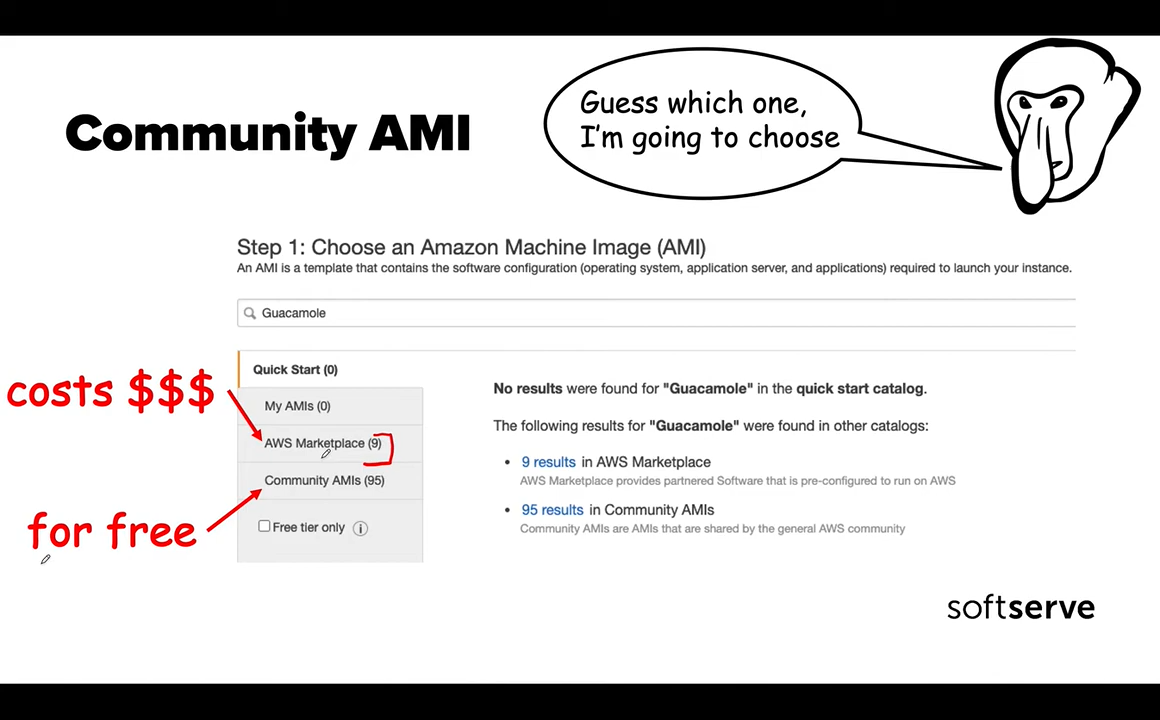 Community AMI
Guess which one,
I'm going to choose
Step 1: Choose an Amazon Machine Image (AMI)
An AMI is a template that contains the software configuration (operating system, application server, and applications) required to launch your instance.
Guacamole
costs $$$
for free
Quick Start (0)
My AMIs (0)
AWS Marketplace (9)
Community AMIs (95)
Free tier only i
No results were found for "Guacamole" in the quick start catalog.
The following results for "Guacamole" were found in other catalogs:
• 9 results in AWS Marketplace
AWS Marketplace provides partnered Software that is pre-configured to run on AWS
• 95 results in Community AMIs
Community AMIs are AMIs that are shared by the general AWS community
softserve